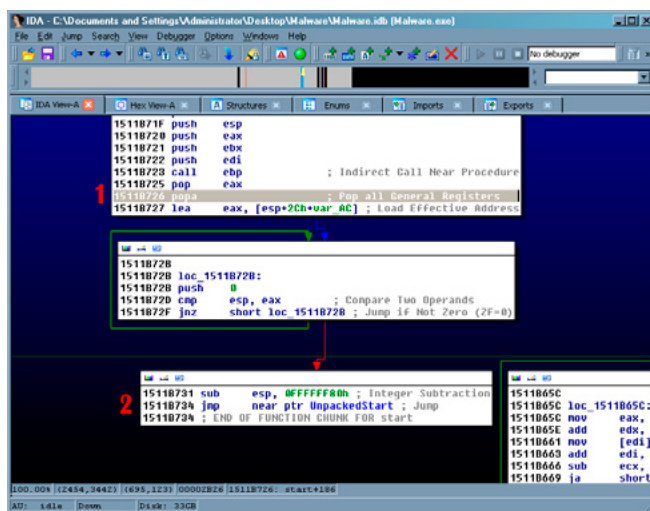 IDA - C:\Documents and Settings\Administrator\Desktop\Malware\Malware.idb (Malware.exe)
File Edit Jump Search View Debugger Options Windows Help
No debugger
IDA View-A Hex View-A Structures Enums Imports Exports
1511B71F push esp
1511B720 push eax
1511B721 push ebx
1511B722 push edi
1511B723 call ebp ; Indirect Call Near Procedure
1511B725 pop eax
1
1511B726 popa ; Pop all General Registers
1511B727 lea eax, [esp+2Ch+var_AC] ; Load Effective Address
1511B72B
1511B72B loc_1511B72B:
1511B72B push 0
1511B72D cmp esp, eax ; Compare Two Operands
1511B72F jnz short loc_1511B72B ; Jump if Not Zero (ZF=0)
2
1511B731 sub esp, 0FFFFFF80h ; Integer Subtraction
1511B734 jmp near ptr UnpackedStart ; Jump
1511B734 ; END OF FUNCTION CHUNK FOR start
1511B65C
1511B65C loc_1511B65C:
1511B65C mov eax,
1511B65E add edx,
1511B661 mov [edi]
1511B663 add edi,
1511B666 sub ecx,
1511B669 ja short
100.00% (2454,3442) (695,123) 00002B26 1511B726: start+186
AU: idle Down Disk: 33GB